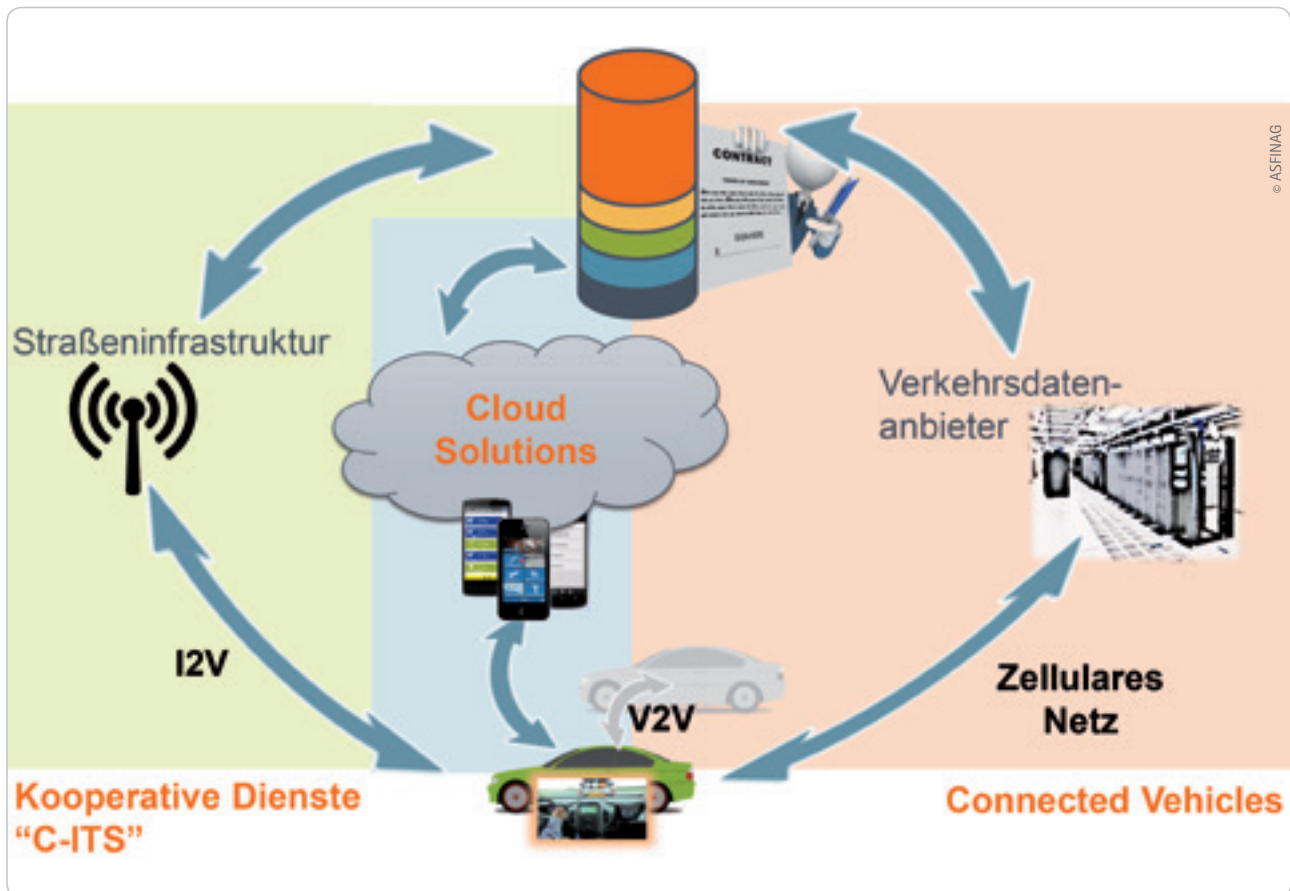 © ASFINAG
CONTRACT
Straßeninfrastruktur
Cloud
Solutions
Verkehrsdaten-
anbieter
I2V
V2V
Zellulares
Netz
Kooperative Dienste
“C-ITS”
Connected Vehicles